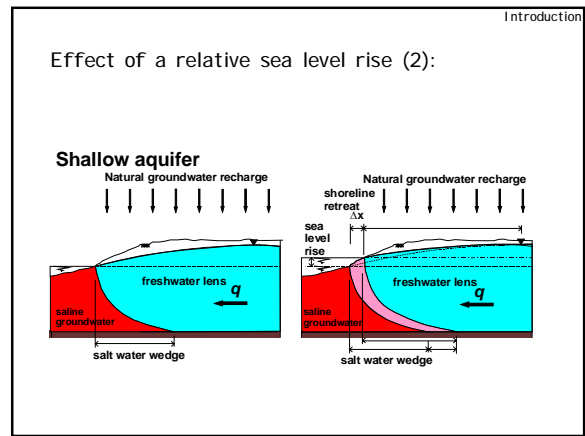 Introduction
Effect of a relative sea level rise (2):
Shallow aquifer
Natural groundwater recharge
freshwater lens
q
saline
groundwater
salt water wedge
Natural groundwater recharge
shoreline
retreat
Δx
sea
level
rise
freshwater lens
q
saline
groundwater
salt water wedge